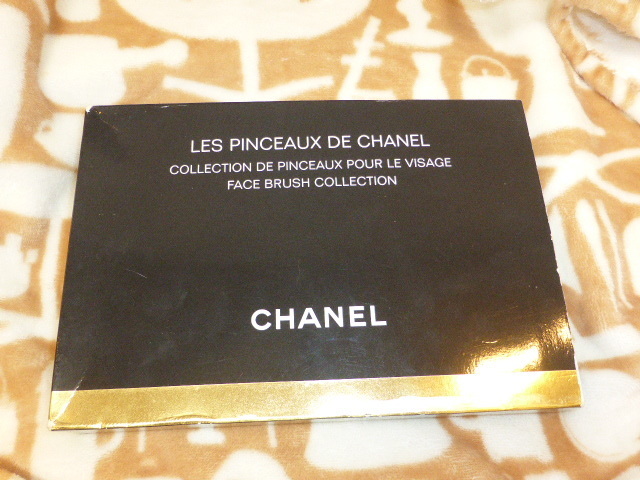 LES PINCEAUX DE CHANEL
COLLECTION DE PINCEAUX POUR LE VISAGE
FACE BRUSH COLLECTION
CHANEL